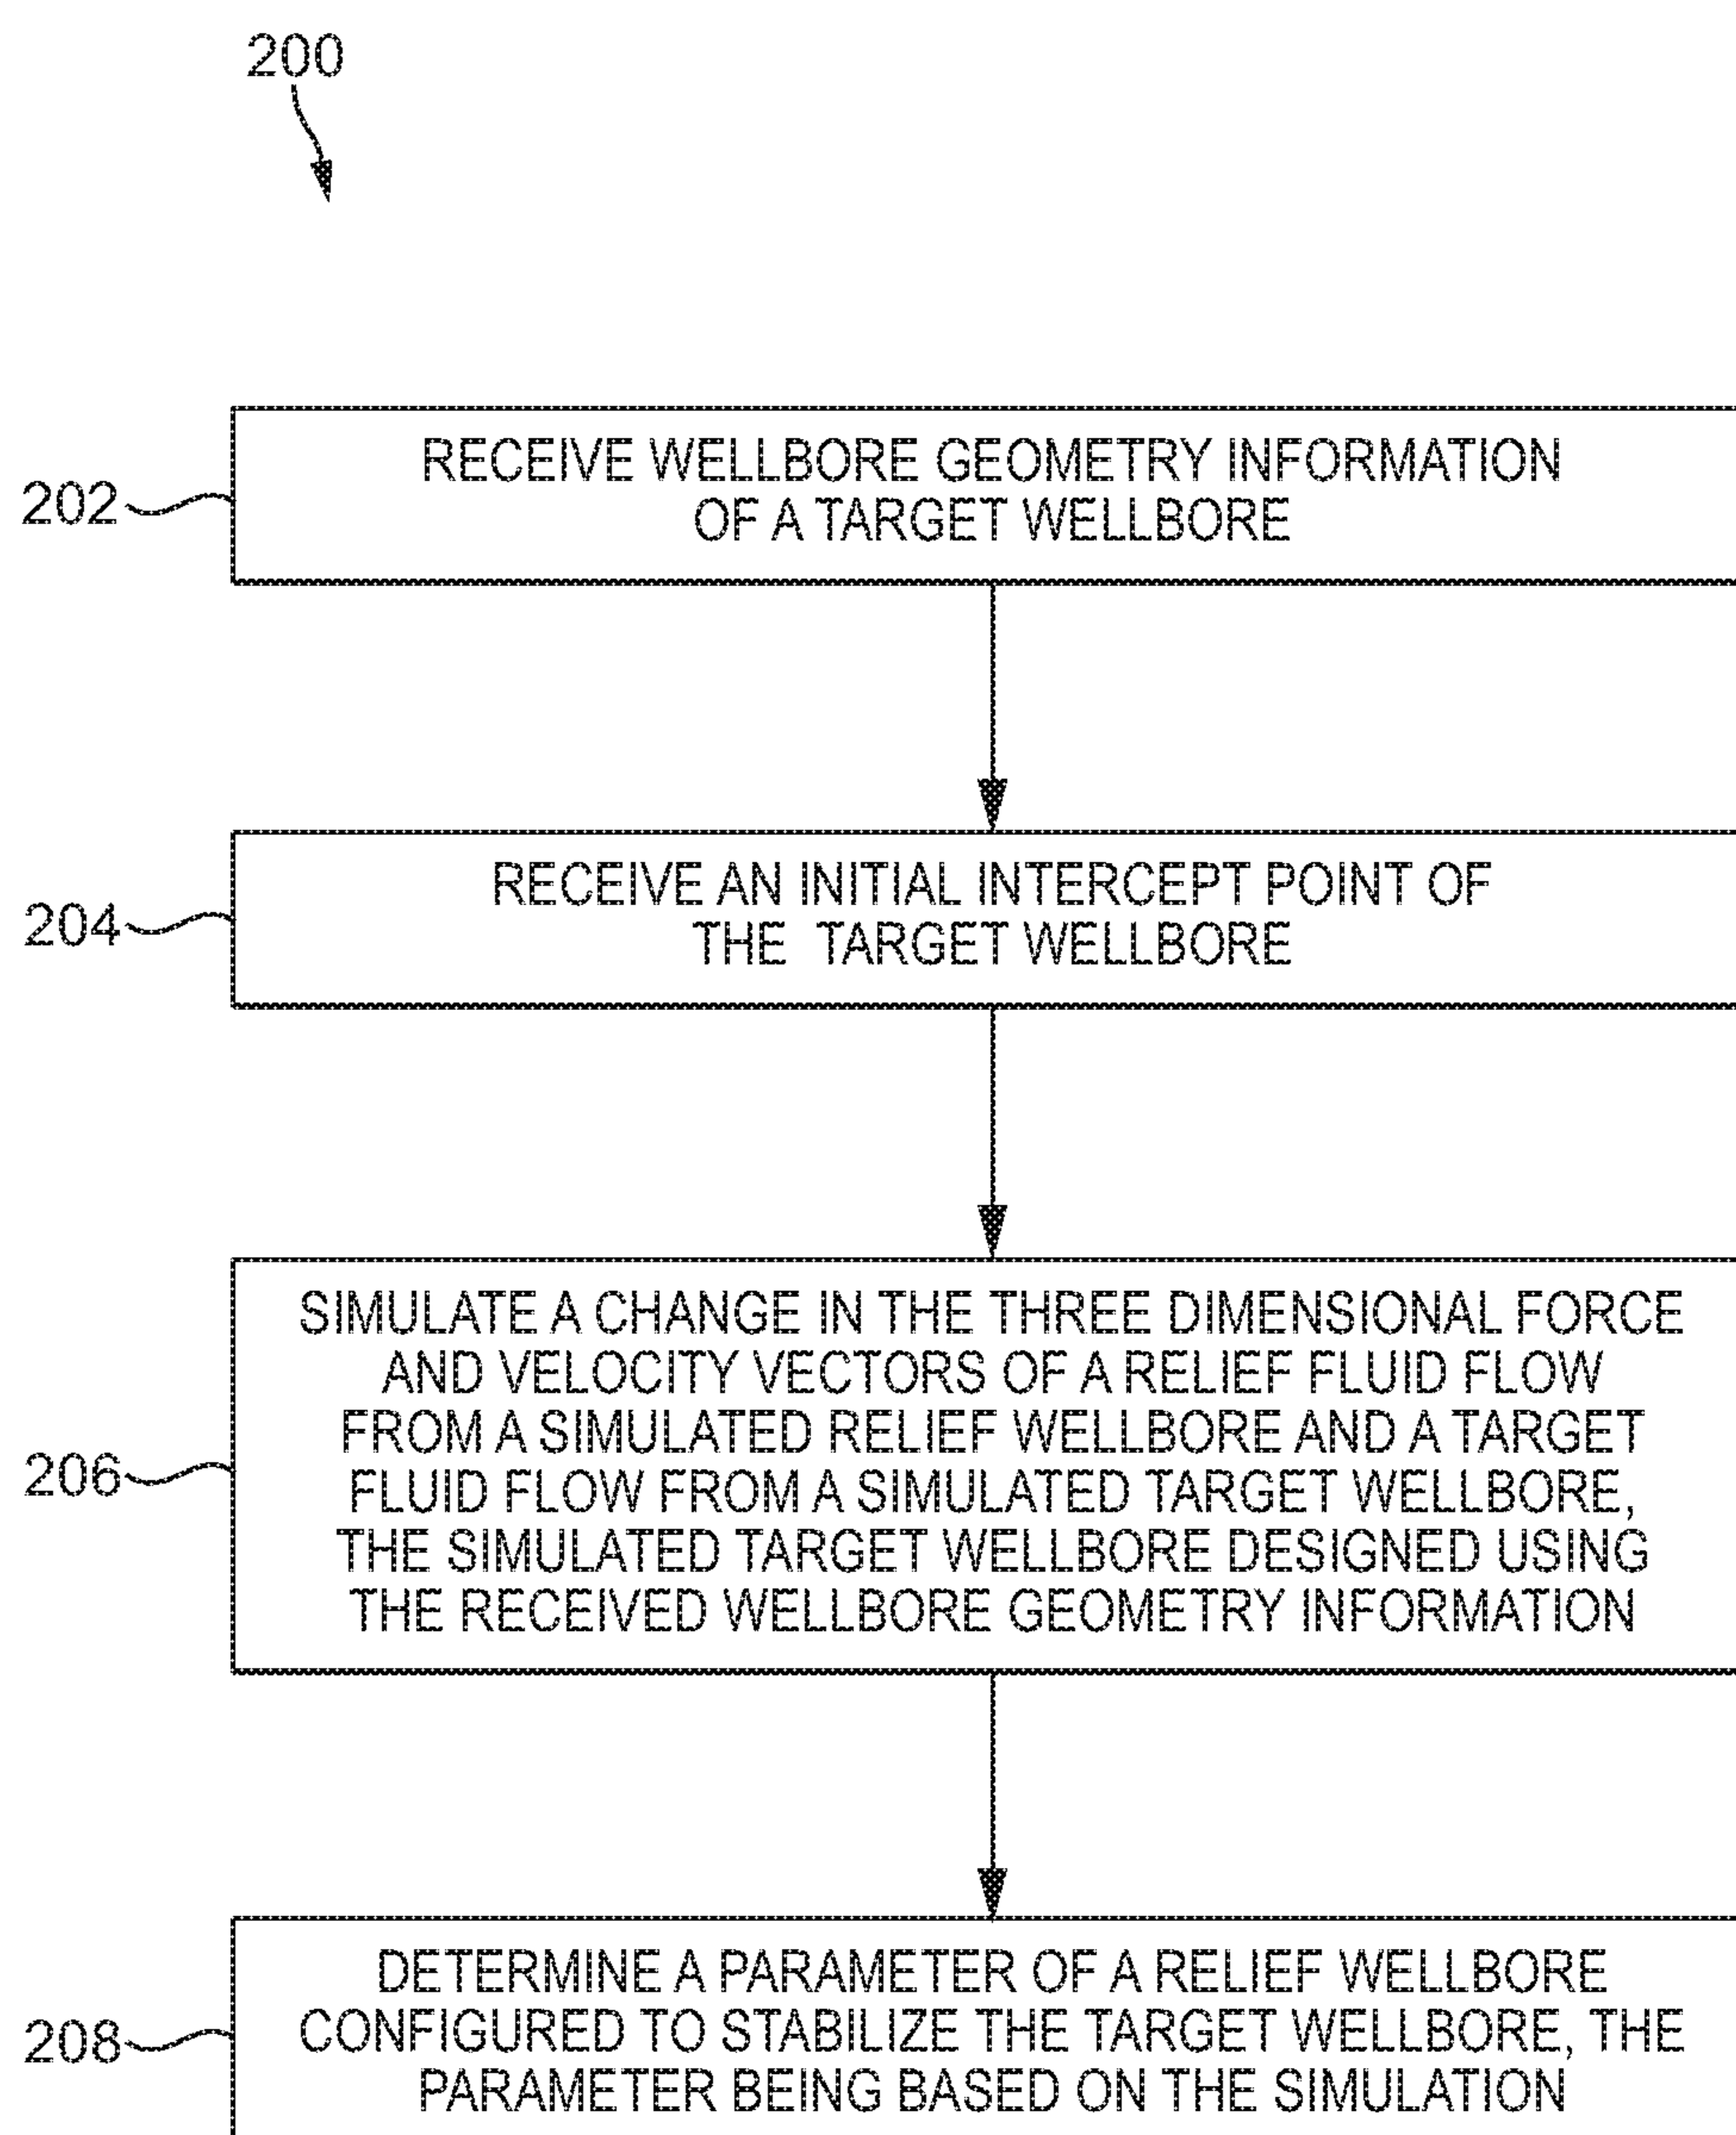 200
202
RECEIVE WELLBORE GEOMETRY INFORMATION
OF A TARGET WELLBORE
204
RECEIVE AN INITIAL INTERCEPT POINT OF
THE TARGET WELLBORE
206
SIMULATE A CHANGE IN THE THREE DIMENSIONAL FORCE
AND VELOCITY VECTORS OF A RELIEF FLUID FLOW
FROM A SIMULATED RELIEF WELLBORE AND A TARGET
FLUID FLOW FROM A SIMULATED TARGET WELLBORE,
THE SIMULATED TARGET WELLBORE DESIGNED USING
THE RECEIVED WELLBORE GEOMETRY INFORMATION
208
DETERMINE A PARAMETER OF A RELIEF WELLBORE
CONFIGURED TO STABILIZE THE TARGET WELLBORE, THE
PARAMETER BEING BASED ON THE SIMULATION